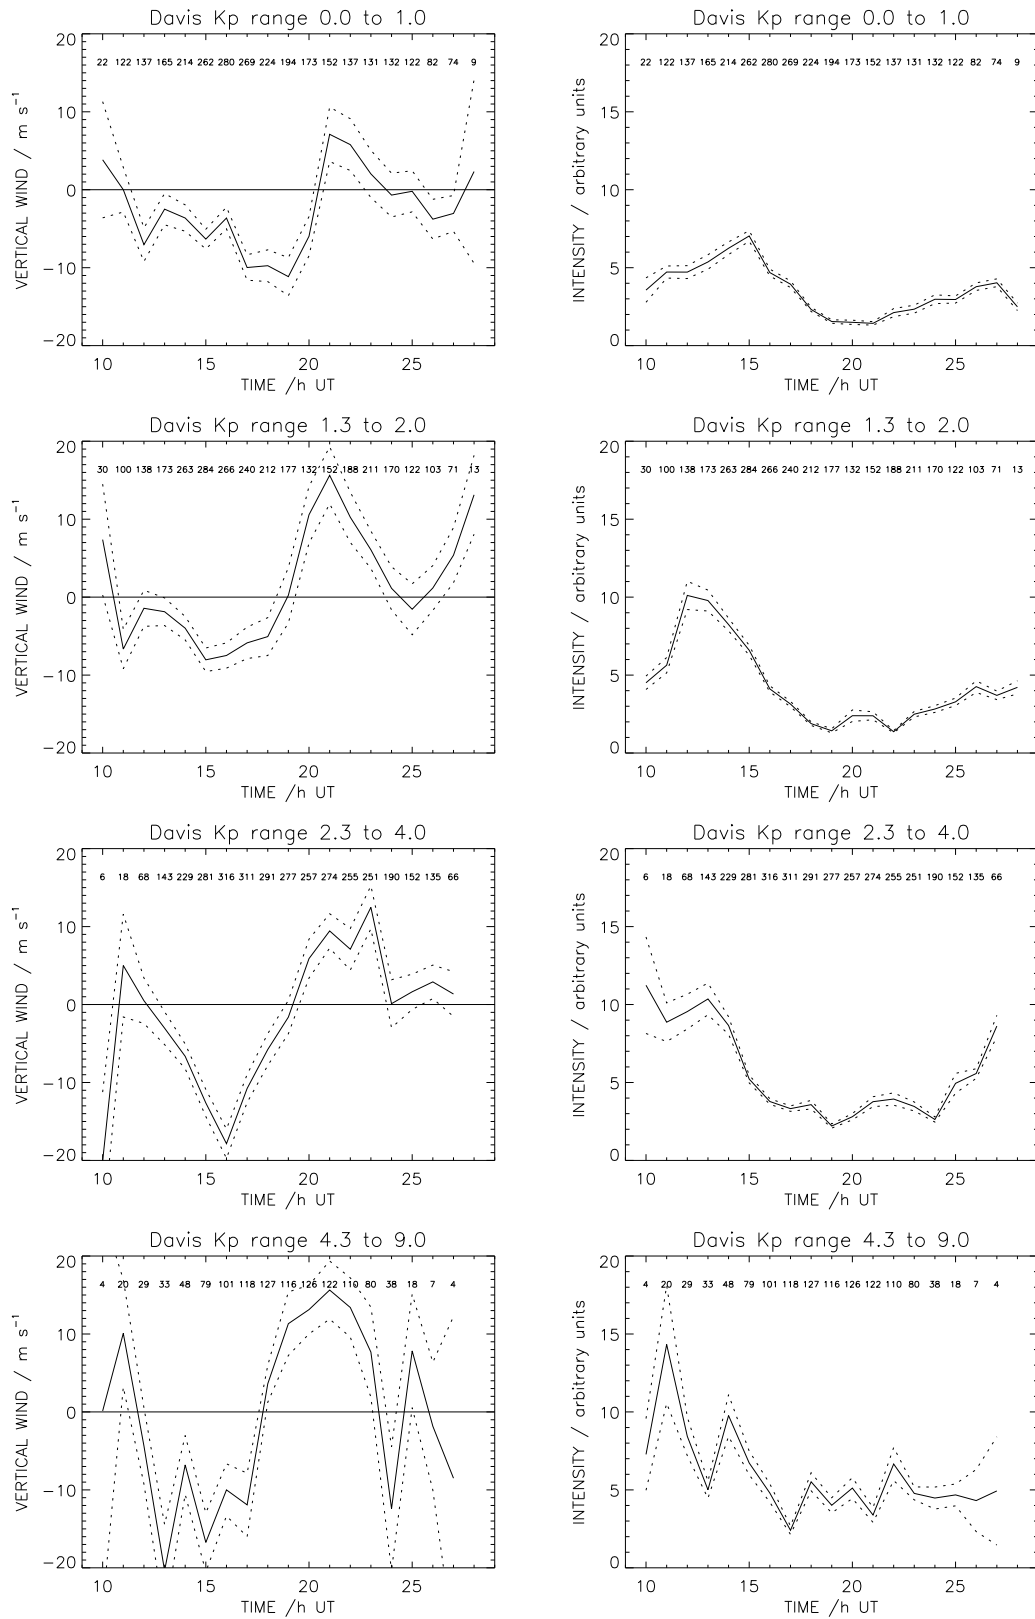 Davis Kp range 0.0 to 1.0
20
22 122 137 165 214 262 280 269 224 194 173 152 137 131 132 122 82 74 9
10
0
−10
−20
VERTICAL WIND / m s⁻¹
10 15 20 25
TIME /h UT
Davis Kp range 0.0 to 1.0
20
22 122 137 165 214 262 280 269 224 194 173 152 137 131 132 122 82 74 9
15
10
5
0
INTENSITY / arbitrary units
10 15 20 25
TIME /h UT
Davis Kp range 1.3 to 2.0
20
30 100 138 173 263 284 266 240 212 177 132 152 188 211 170 122 103 71 13
10
0
−10
−20
VERTICAL WIND / m s⁻¹
10 15 20 25
TIME /h UT
Davis Kp range 1.3 to 2.0
20
30 100 138 173 263 284 266 240 212 177 132 152 188 211 170 122 103 71 13
15
10
5
0
INTENSITY / arbitrary units
10 15 20 25
TIME /h UT
Davis Kp range 2.3 to 4.0
20
6 18 68 143 229 281 316 311 291 277 257 274 255 251 190 152 135 66
10
0
−10
−20
VERTICAL WIND / m s⁻¹
10 15 20 25
TIME /h UT
Davis Kp range 2.3 to 4.0
20
6 18 68 143 229 281 316 311 291 277 257 274 255 251 190 152 135 66
15
10
5
0
INTENSITY / arbitrary units
10 15 20 25
TIME /h UT
Davis Kp range 4.3 to 9.0
20
4 20 29 33 48 79 101 118 127 116 126 122 110 80 38 18 7 4
10
0
−10
−20
VERTICAL WIND / m s⁻¹
10 15 20 25
TIME /h UT
Davis Kp range 4.3 to 9.0
20
4 20 29 33 48 79 101 118 127 116 126 122 110 80 38 18 7 4
15
10
5
0
INTENSITY / arbitrary units
10 15 20 25
TIME /h UT